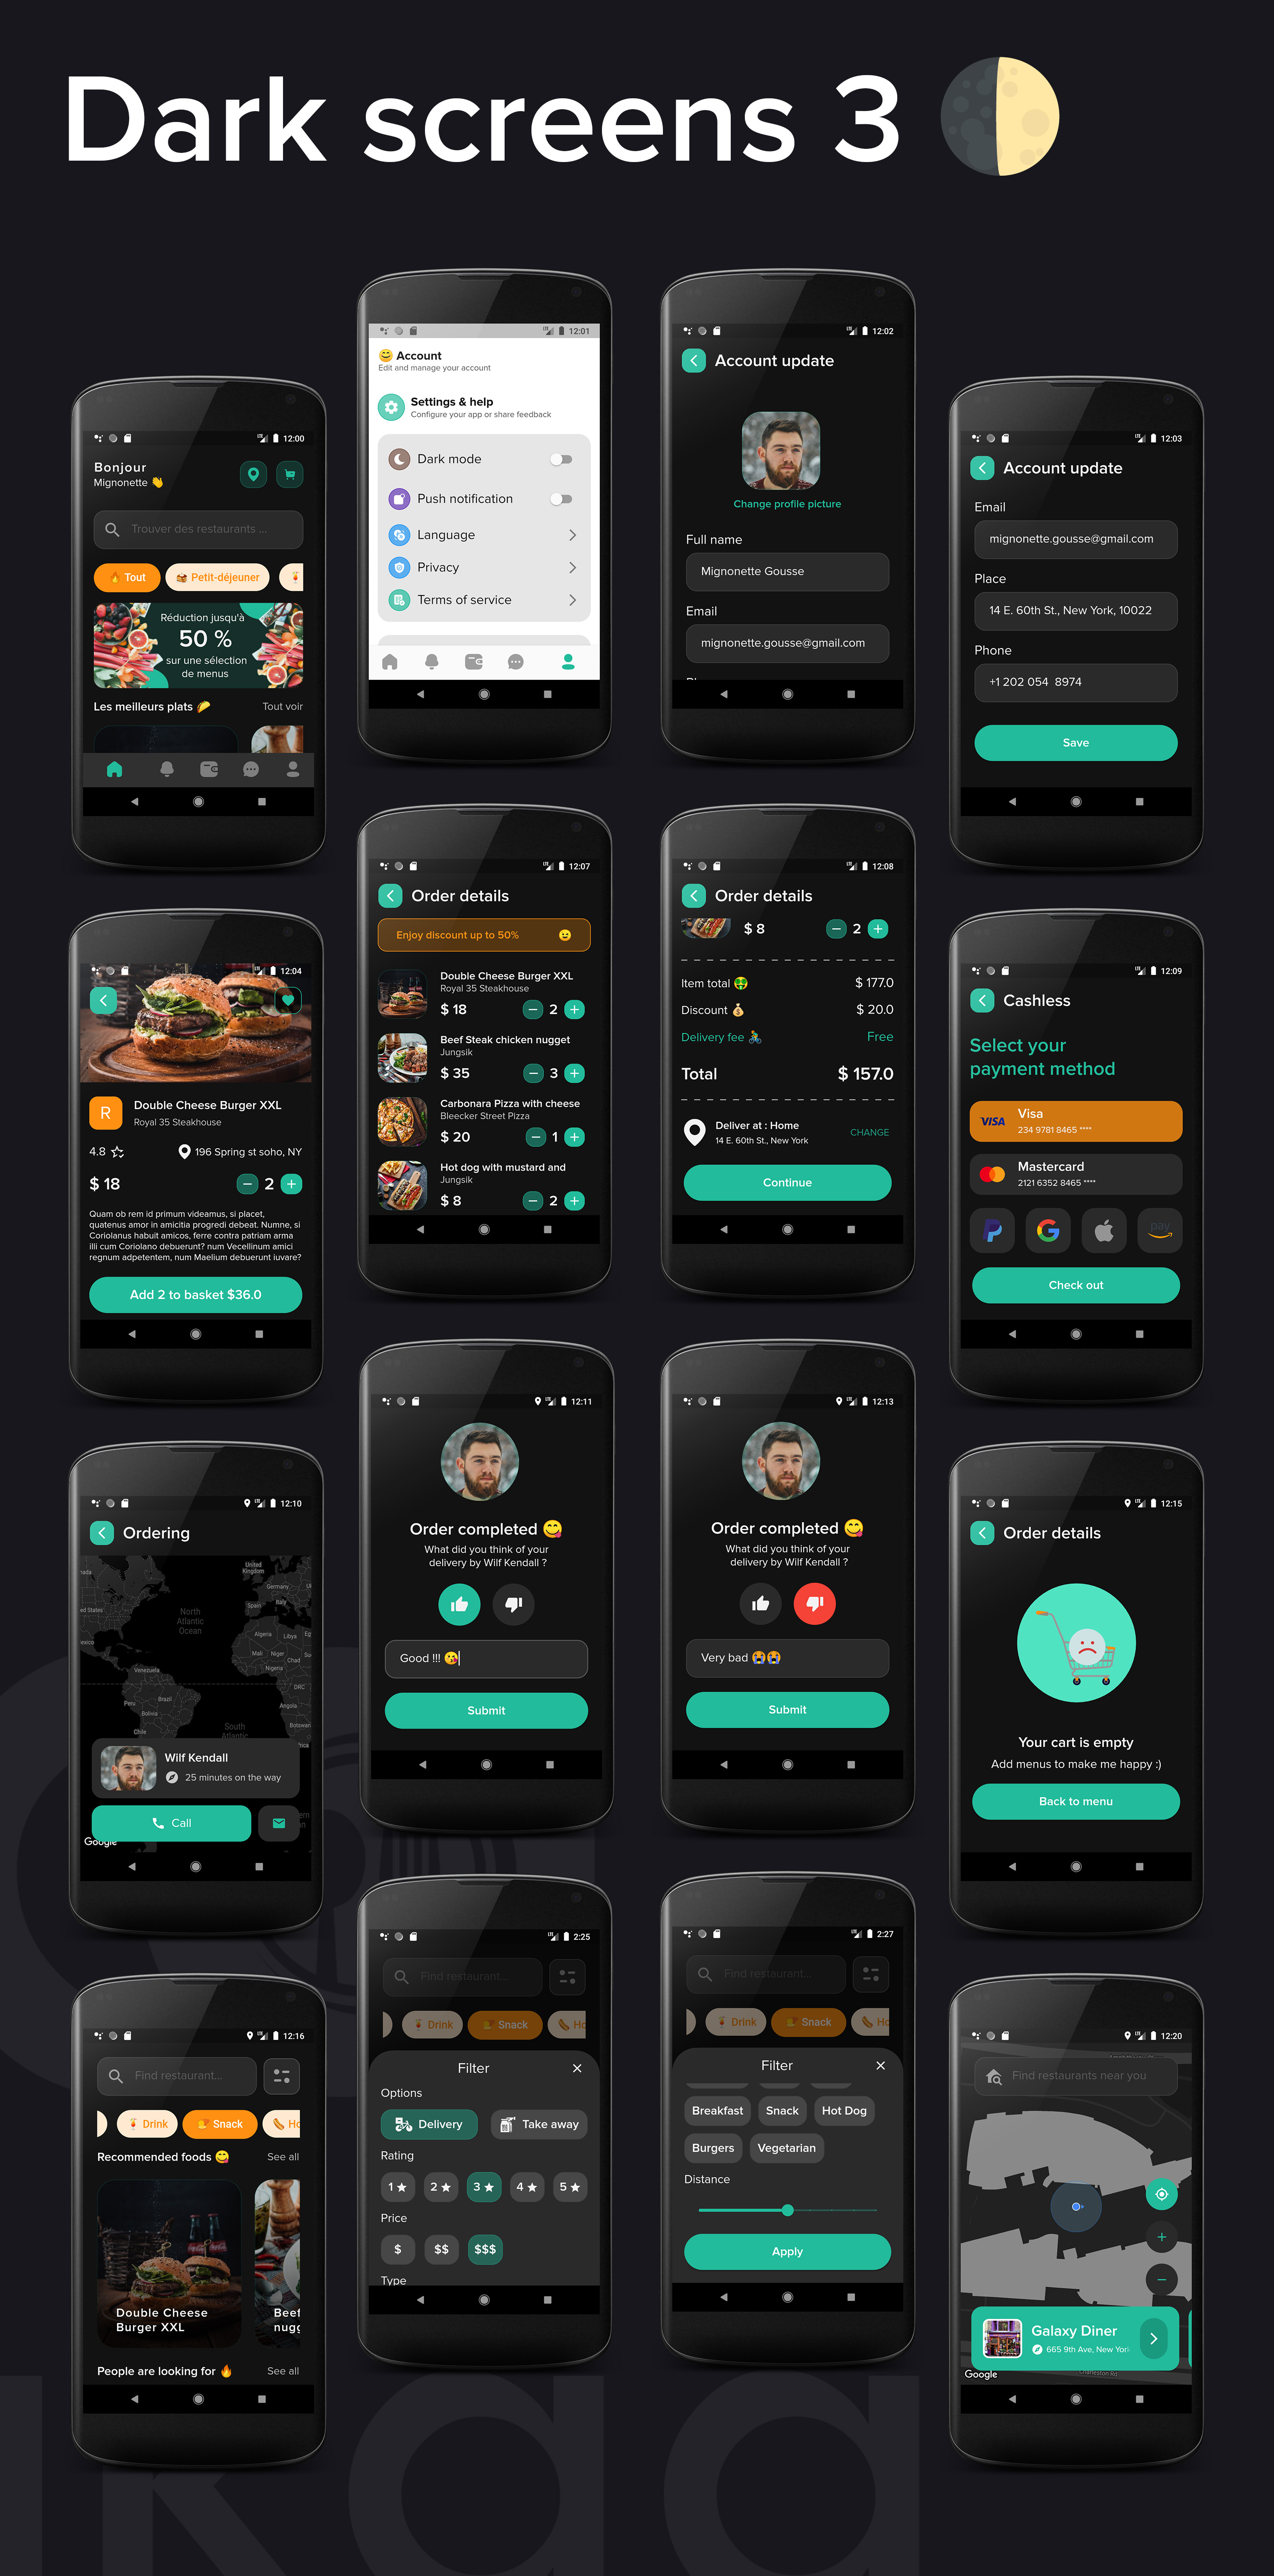 Dark screens 3
12:01
Account
Edit and manage your account
Settings & help
Configure your app or share feedback
Dark mode
Push notification
Language
Privacy
Terms of service
12:02
Account update
Change profile picture
Full name
Mignonette Gousse
Email
mignonette.gousse@gmail.com
12:00
Bonjour
Mignonette
Trouver des restaurants ...
Tout
Petit-déjeuner
Réduction jusqu'à
50 %
sur une sélection
de menus
Les meilleurs plats
Tout voir
12:03
Account update
Email
mignonette.gousse@gmail.com
Place
14 E. 60th St., New York, 10022
Phone
+1 202 054 8974
Save
12:07
Order details
Enjoy discount up to 50%
Double Cheese Burger XXL
Royal 35 Steakhouse
$ 18
2
Beef Steak chicken nugget
Jungsik
$ 35
3
Carbonara Pizza with cheese
Bleecker Street Pizza
$ 20
1
Hot dog with mustard and
Jungsik
$ 8
2
12:08
Order details
$ 8
2
Item total
$ 177.0
Discount
$ 20.0
Delivery fee
Free
Total
$ 157.0
Deliver at : Home
14 E. 60th St., New York
CHANGE
Continue
12:04
R
Double Cheese Burger XXL
Royal 35 Steakhouse
4.8
196 Spring st soho, NY
$ 18
2
Quam ob rem id primum videamus, si placet,
quatenus amor in amicitia progredi debeat. Numne, si
Coriolanus habuit amicos, ferre contra patriam arma
illi cum Coriolano debuerunt? num Vecellinum amici
regnum adpetentem, num Maelium debuerunt iuvare?
Add 2 to basket $36.0
12:09
Cashless
Select your
payment method
VISA
Visa
234 9781 8465 ****
Mastercard
2121 6352 8465 ****
pay
Check out
12:11
Order completed
What did you think of your
delivery by Wilf Kendall ?
Good !!!
Submit
12:13
Order completed
What did you think of your
delivery by Wilf Kendall ?
Very bad
Submit
12:10
Ordering
United
Kingdom
Germany
Spain
Italy
ed States
North
Atlantic
Ocean
Algeria
Libya
Mali
Niger
Chad
Nigeria
Venezuela
DRC
Peru
Brazil
Bolivia
Angola
Chile
South
Atlantic
Wilf Kendall
25 minutes on the way
Call
Google
12:15
Order details
Your cart is empty
Add menus to make me happy :)
Back to menu
2:25
Find restaurant...
Drink
Snack
Filter
Options
Delivery
Take away
Rating
1
2
3
4
5
Price
$
$$
$$$
Type
2:27
Find restaurant...
Drink
Snack
Filter
Breakfast
Snack
Hot Dog
Burgers
Vegetarian
Distance
Apply
12:16
Find restaurant...
Drink
Snack
Recommended foods
See all
Double Cheese
Burger XXL
Beef
nugg
People are looking for
See all
12:20
Find restaurants near you
Galaxy Diner
665 9th Ave, New Yor
Google
Charleston Rd